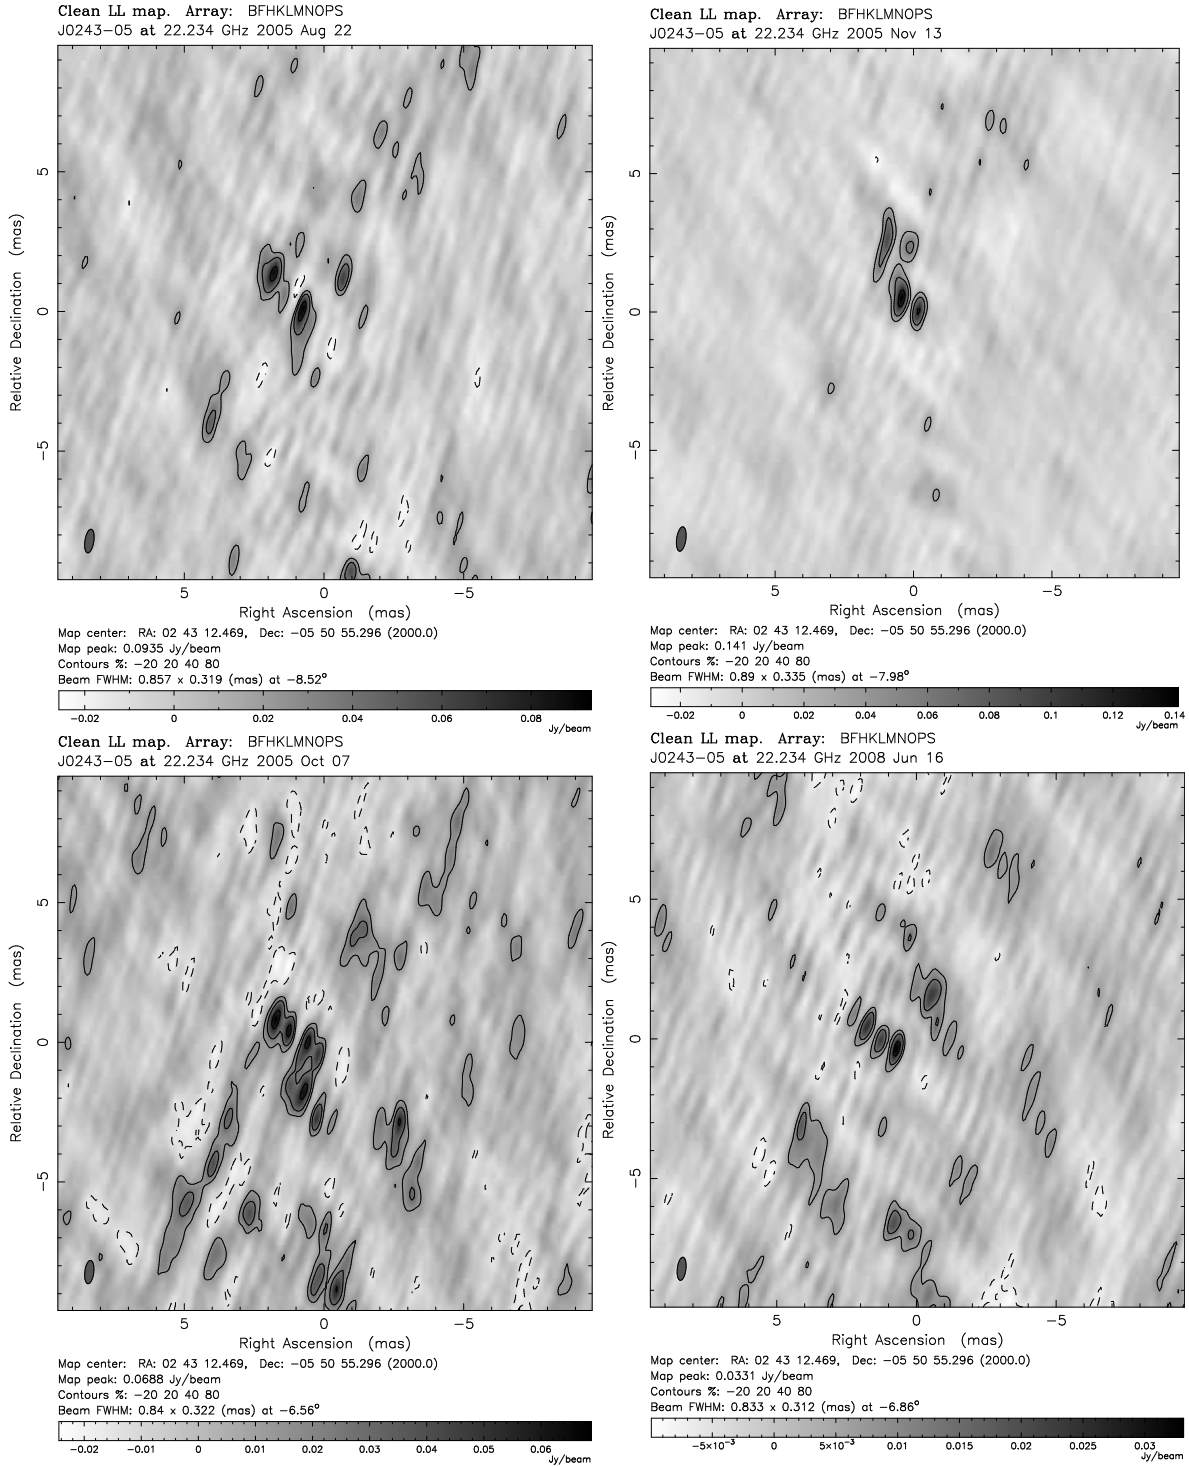 Clean LL map. Array: BFHKLMNOPS
J0243−05 at 22.234 GHz 2005 Aug 22
Relative Declination (mas)
5
0
−5
5 0 −5
Right Ascension (mas)
Map center: RA: 02 43 12.469, Dec: −05 50 55.296 (2000.0)
Map peak: 0.0935 Jy/beam
Contours %: −20 20 40 80
Beam FWHM: 0.857 x 0.319 (mas) at −8.52°
−0.02 0 0.02 0.04 0.06 0.08
Jy/beam
Clean LL map. Array: BFHKLMNOPS
J0243−05 at 22.234 GHz 2005 Nov 13
Relative Declination (mas)
5
0
−5
5 0 −5
Right Ascension (mas)
Map center: RA: 02 43 12.469, Dec: −05 50 55.296 (2000.0)
Map peak: 0.141 Jy/beam
Contours %: −20 20 40 80
Beam FWHM: 0.89 x 0.335 (mas) at −7.98°
−0.02 0 0.02 0.04 0.06 0.08 0.1 0.12 0.14
Jy/beam
Clean LL map. Array: BFHKLMNOPS
J0243−05 at 22.234 GHz 2005 Oct 07
Relative Declination (mas)
5
0
−5
5 0 −5
Right Ascension (mas)
Map center: RA: 02 43 12.469, Dec: −05 50 55.296 (2000.0)
Map peak: 0.0688 Jy/beam
Contours %: −20 20 40 80
Beam FWHM: 0.84 x 0.322 (mas) at −6.56°
−0.02 −0.01 0 0.01 0.02 0.03 0.04 0.05 0.06
Jy/beam
Clean LL map. Array: BFHKLMNOPS
J0243−05 at 22.234 GHz 2008 Jun 16
Relative Declination (mas)
5
0
−5
5 0 −5
Right Ascension (mas)
Map center: RA: 02 43 12.469, Dec: −05 50 55.296 (2000.0)
Map peak: 0.0331 Jy/beam
Contours %: −20 20 40 80
Beam FWHM: 0.833 x 0.312 (mas) at −6.86°
−5×10⁻³ 0 5×10⁻³ 0.01 0.015 0.02 0.025 0.03
Jy/beam